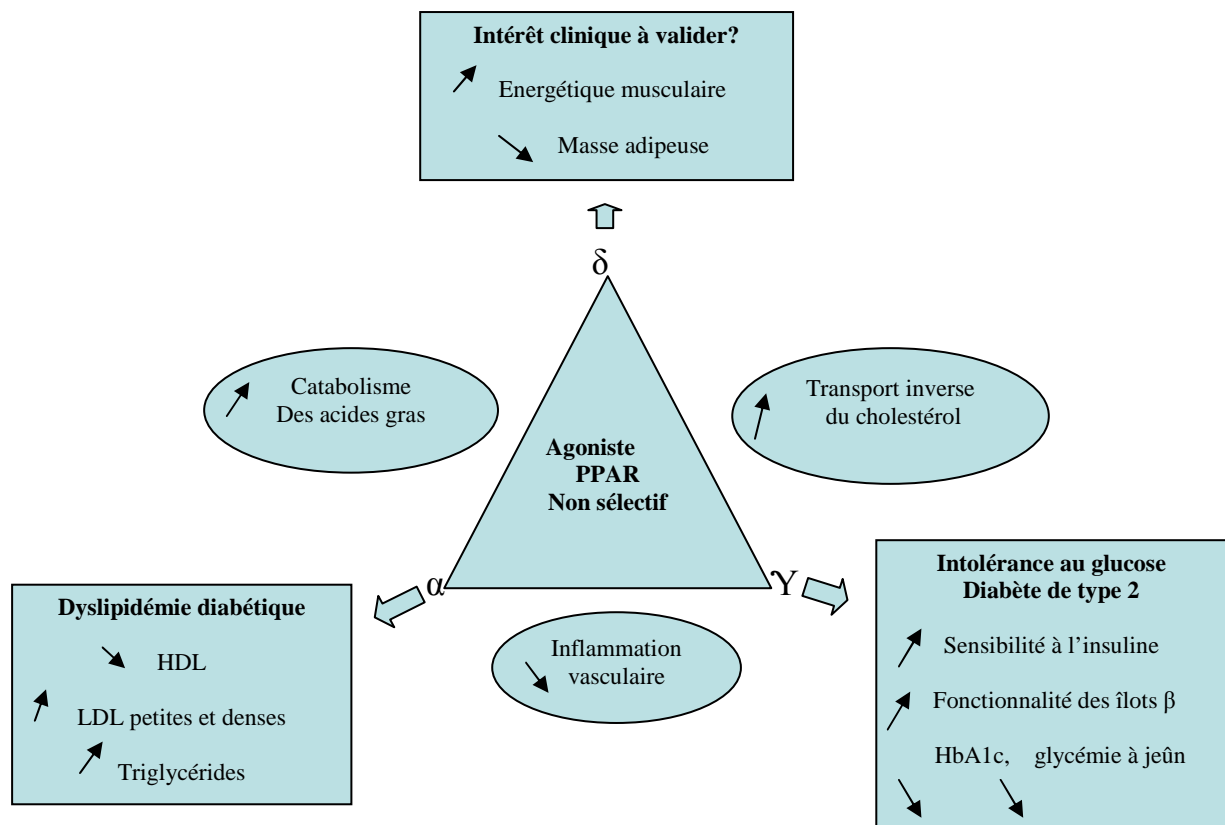 Intérêt clinique à valider?
Energétique musculaire
Masse adipeuse
δ
Catabolisme
Des acides gras
Transport inverse
du cholestérol
Agoniste
PPAR
Non sélectif
α
ϒ
Dyslipidémie diabétique
HDL
LDL petites et denses
Triglycérides
Inflammation
vasculaire
Intolérance au glucose
Diabète de type 2
Sensibilité à l’insuline
Fonctionnalité des îlots β
HbA1c, glycémie à jeûn